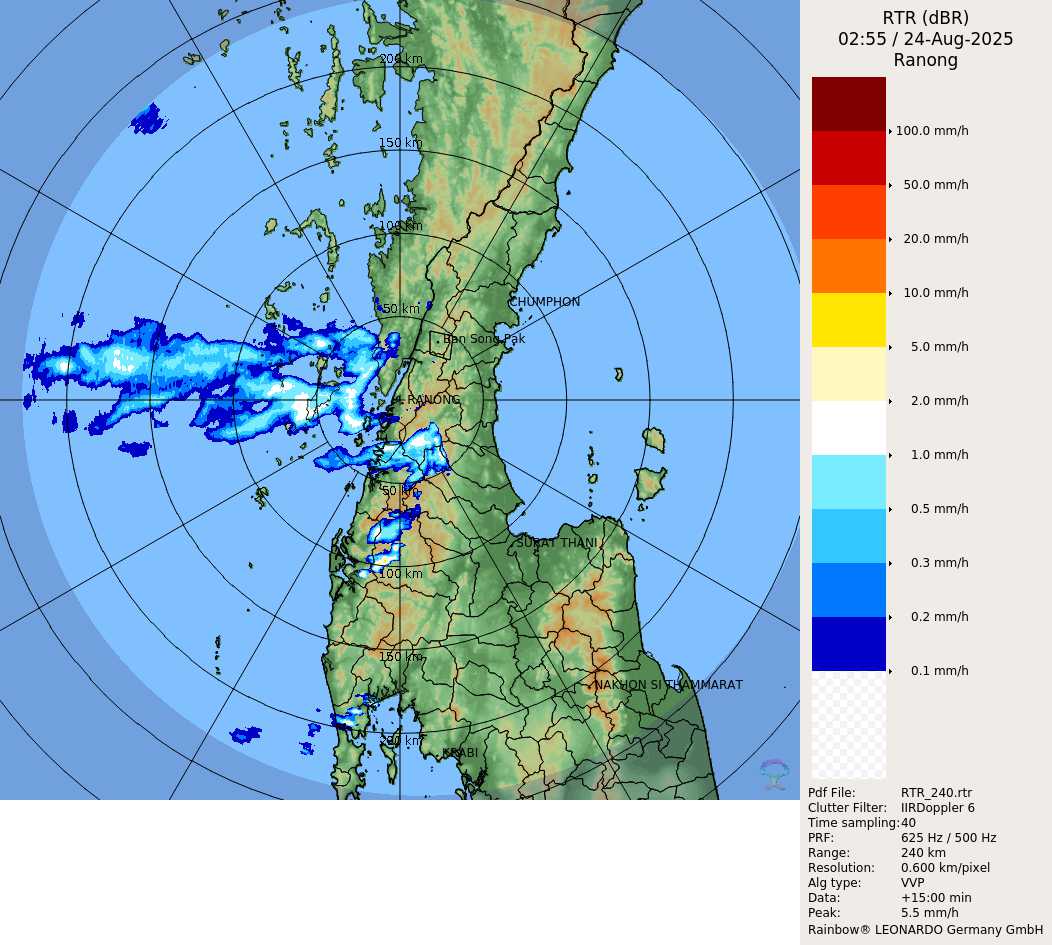 RTR (dBR)
02:55 / 24-Aug-2025
Ranong
100.0 mm/h
50.0 mm/h
20.0 mm/h
10.0 mm/h
5.0 mm/h
2.0 mm/h
1.0 mm/h
0.5 mm/h
0.3 mm/h
0.2 mm/h
0.1 mm/h
200 km
150 km
100 km
50 km
CHUMPHON
Ban Song Pak
RANONG
50 km
SURAT THANI
100 km
150 km
NAKHON SI THAMMARAT
200 km
KRABI
Pdf File: RTR_240.rtr
Clutter Filter: IIRDoppler 6
Time sampling: 40
PRF: 625 Hz / 500 Hz
Range: 240 km
Resolution: 0.600 km/pixel
Alg type: VVP
Data: +15:00 min
Peak: 5.5 mm/h
Rainbow® LEONARDO Germany GmbH